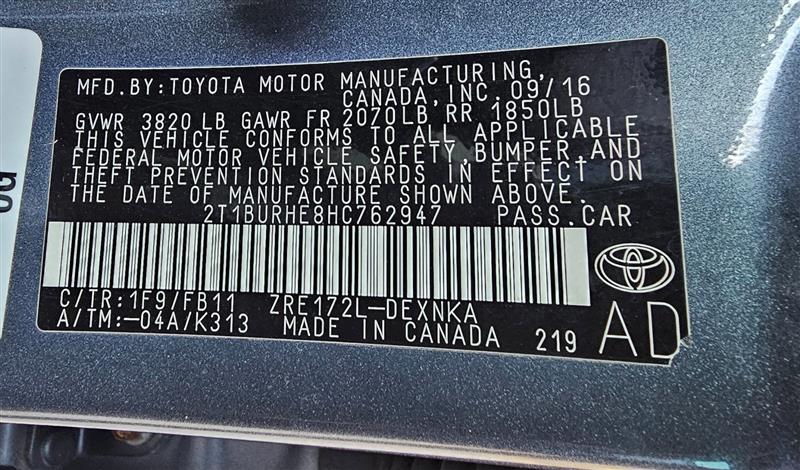 MFD.BY:TOYOTA MOTOR MANUFACTURING,
CANADA,INC. 09/16
GVWR 3820 LB GAWR FR 2070LB RR 1850LB
THIS VEHICLE CONFORMS TO ALL APPLICABLE
FEDERAL MOTOR VEHICLE SAFETY,BUMPER,AND
THEFT PREVENTION STANDARDS IN EFFECT ON
THE DATE OF MANUFACTURE SHOWN ABOVE.
2T1BURHE8HC762947 PASS.CAR
C/TR:1F9/FB11 ZRE172L-DEXNKA
A/TM:-04A/K313 MADE IN CANADA 219 AD